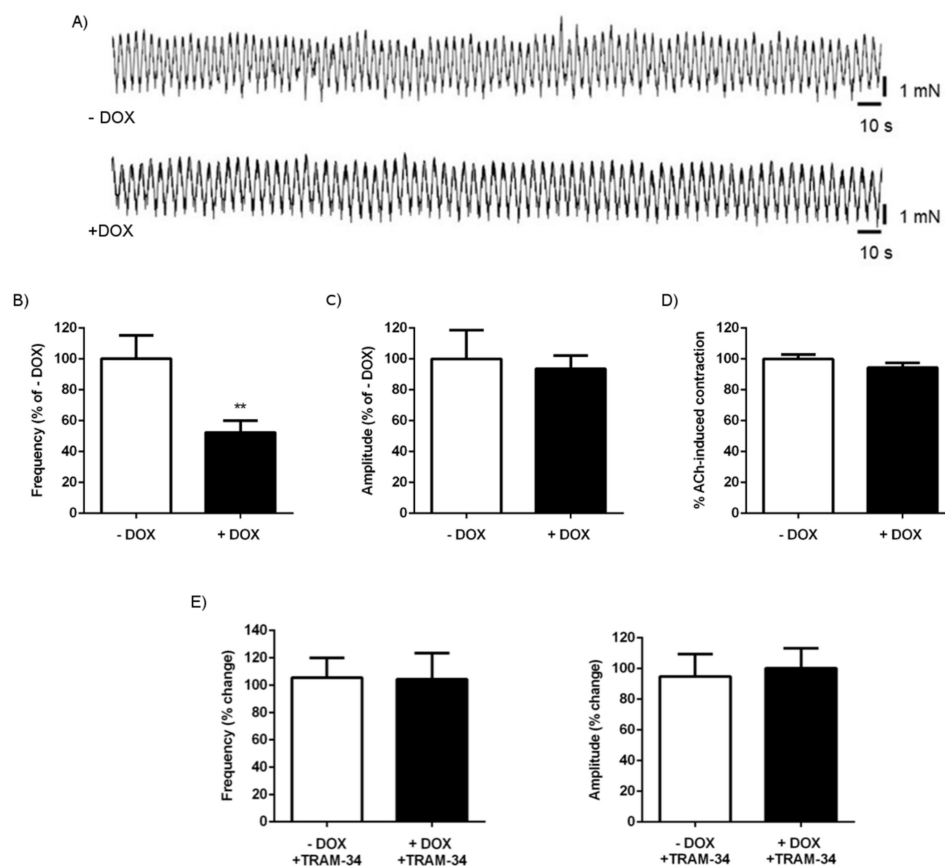 A)
1 mN
10 s
- DOX
1 mN
10 s
+DOX
B)
Frequency (% of - DOX)
120
100
80
60
40
20
0
**
- DOX
+ DOX
C)
Amplitude (% of - DOX)
120
100
80
60
40
20
0
- DOX
+ DOX
D)
% ACh-induced contraction
120
100
80
60
40
20
0
- DOX
+ DOX
E)
Frequency (% change)
140
120
100
80
60
40
20
0
- DOX
+TRAM-34
+ DOX
+TRAM-34
Amplitude (% change)
120
100
80
60
40
20
0
- DOX
+TRAM-34
+ DOX
+TRAM-34